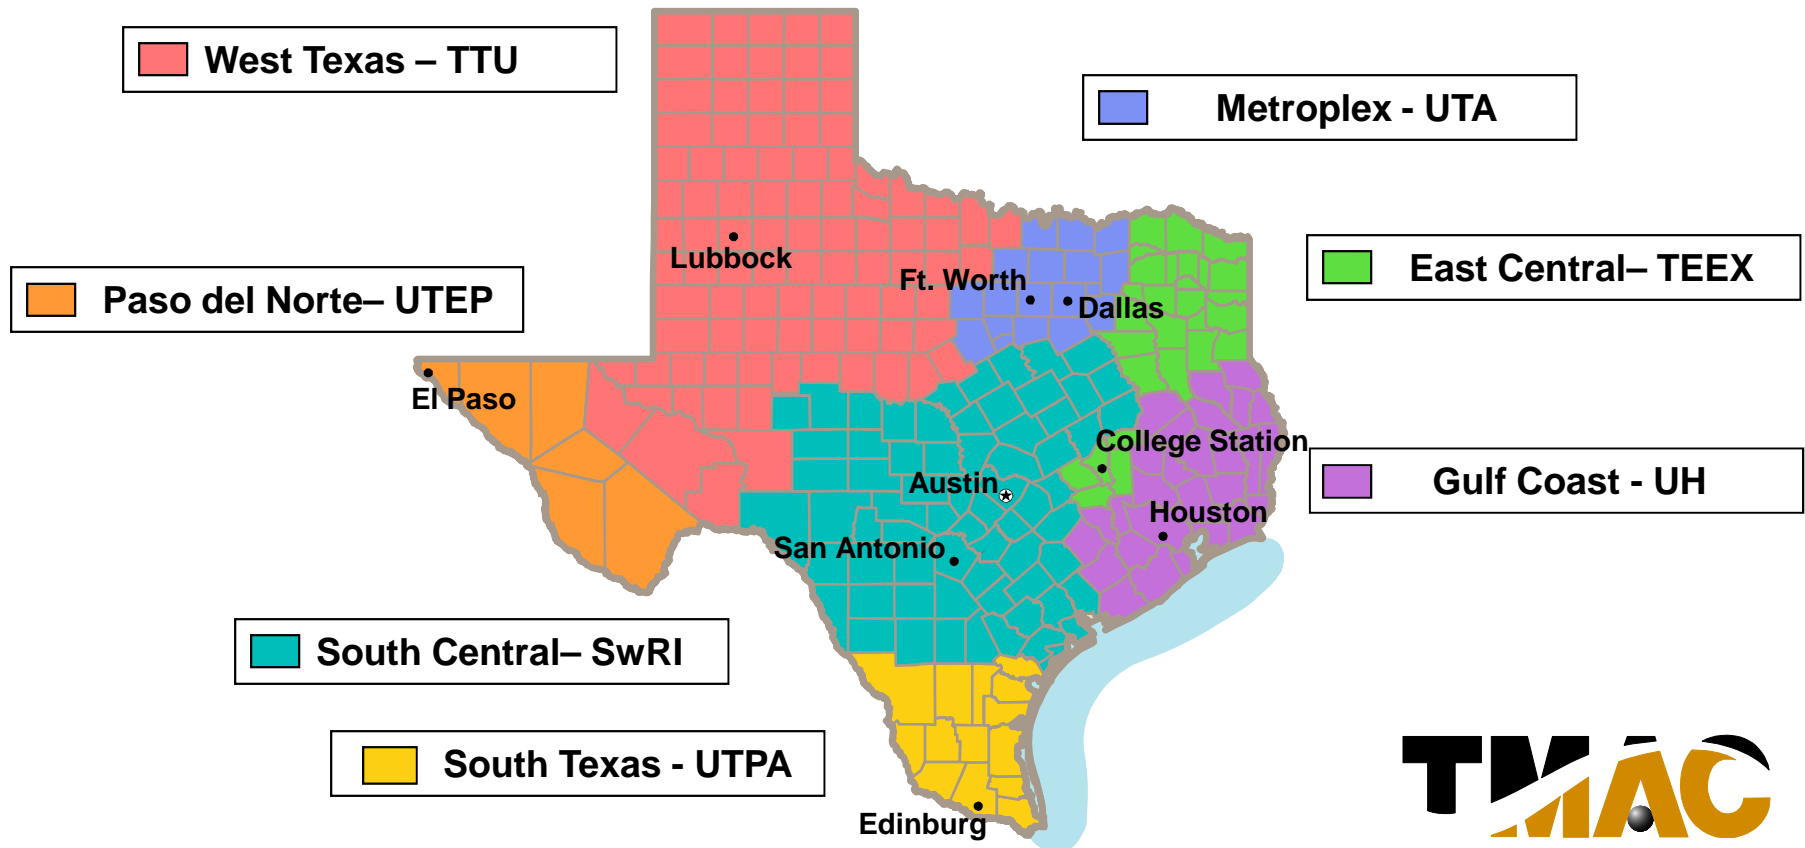 West Texas – TTU
Metropolex - UTA
Lubbock
Ft. Worth
Dallas
East Central– TEEX
Paso del Norte– UTEP
El Paso
College Station
Austin
Gulf Coast - UH
Houston
San Antonio
South Central– SwRI
South Texas - UTPA
Edinburg
TMAC